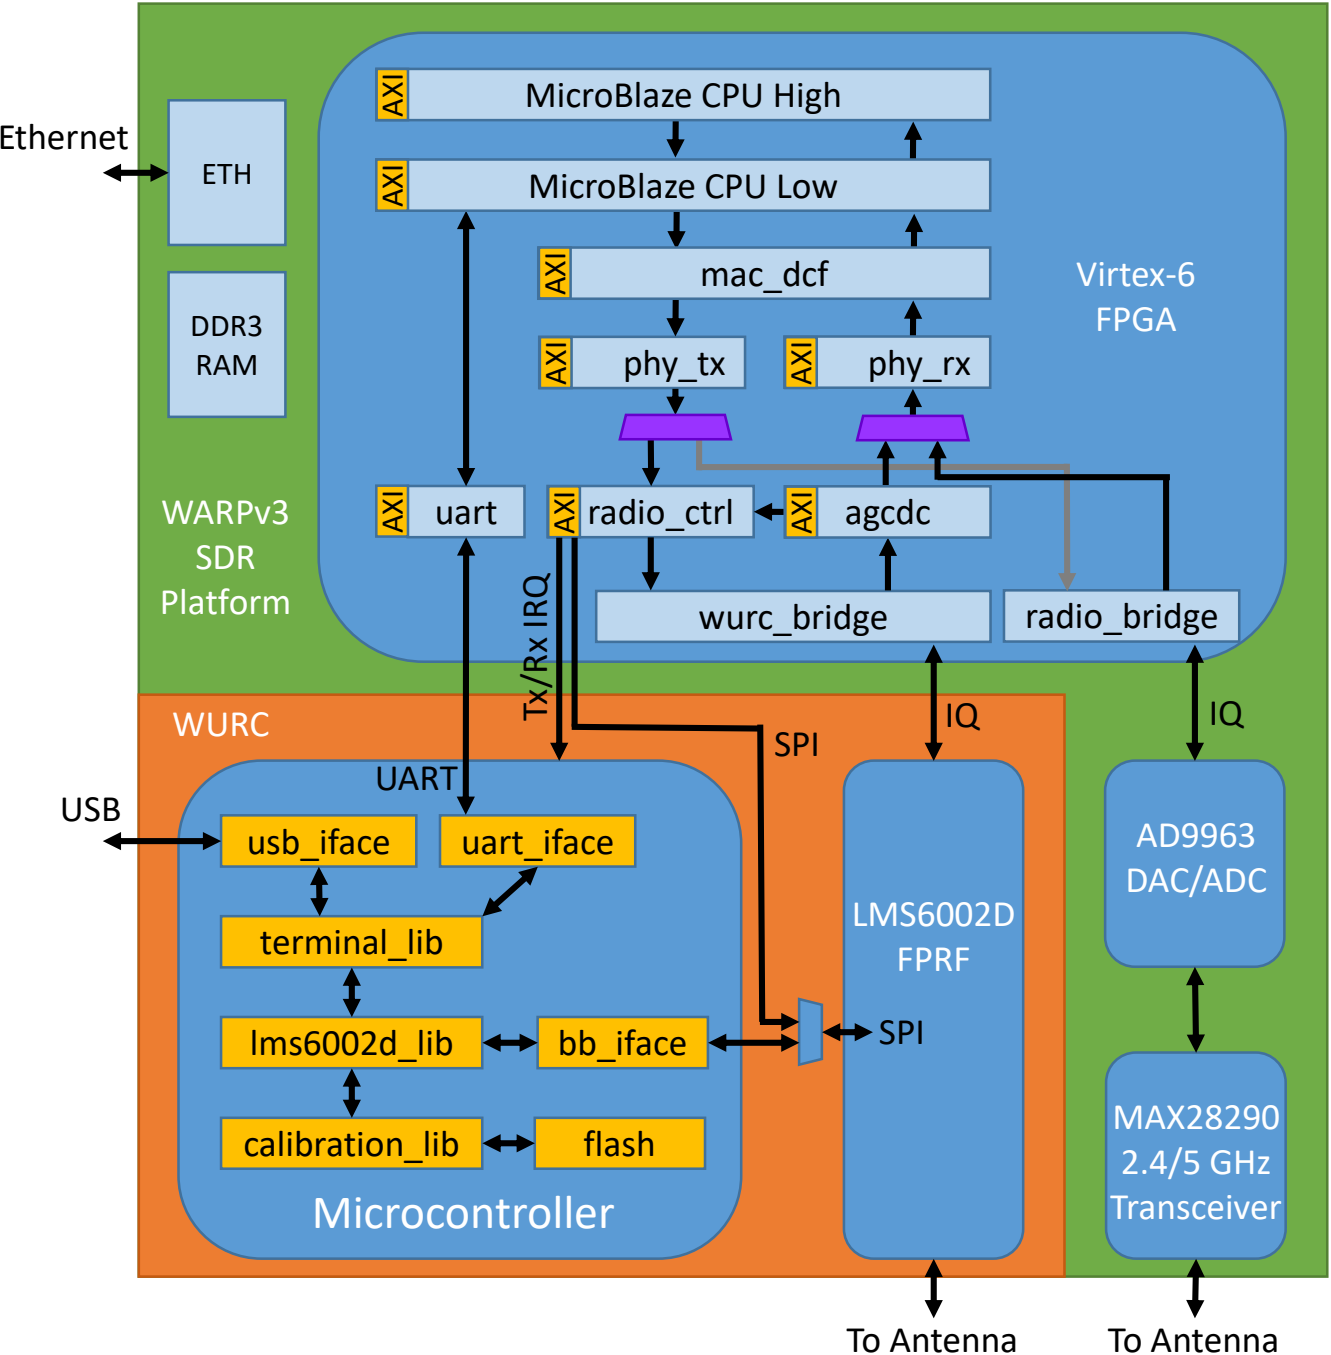 AXI
MicroBlaze CPU High
Ethernet
ETH
AXI
MicroBlaze CPU Low
AXI
mac_dcf
Virtex-6
FPGA
DDR3
RAM
AXI
phy_tx
AXI
phy_rx
WARPv3
SDR
Platform
AXI
uart
AXI
radio_ctrl
AXI
agcdc
Tx/Rx IRQ
wurc_bridge
radio_bridge
WURC
IQ
IQ
SPI
UART
USB
usb_iface
uart_iface
AD9963
DAC/ADC
terminal_lib
LMS6002D
FPRF
lms6002d_lib
bb_iface
SPI
calibration_lib
flash
MAX28290
2.4/5 GHz
Transceiver
Microcontroller
To Antenna
To Antenna